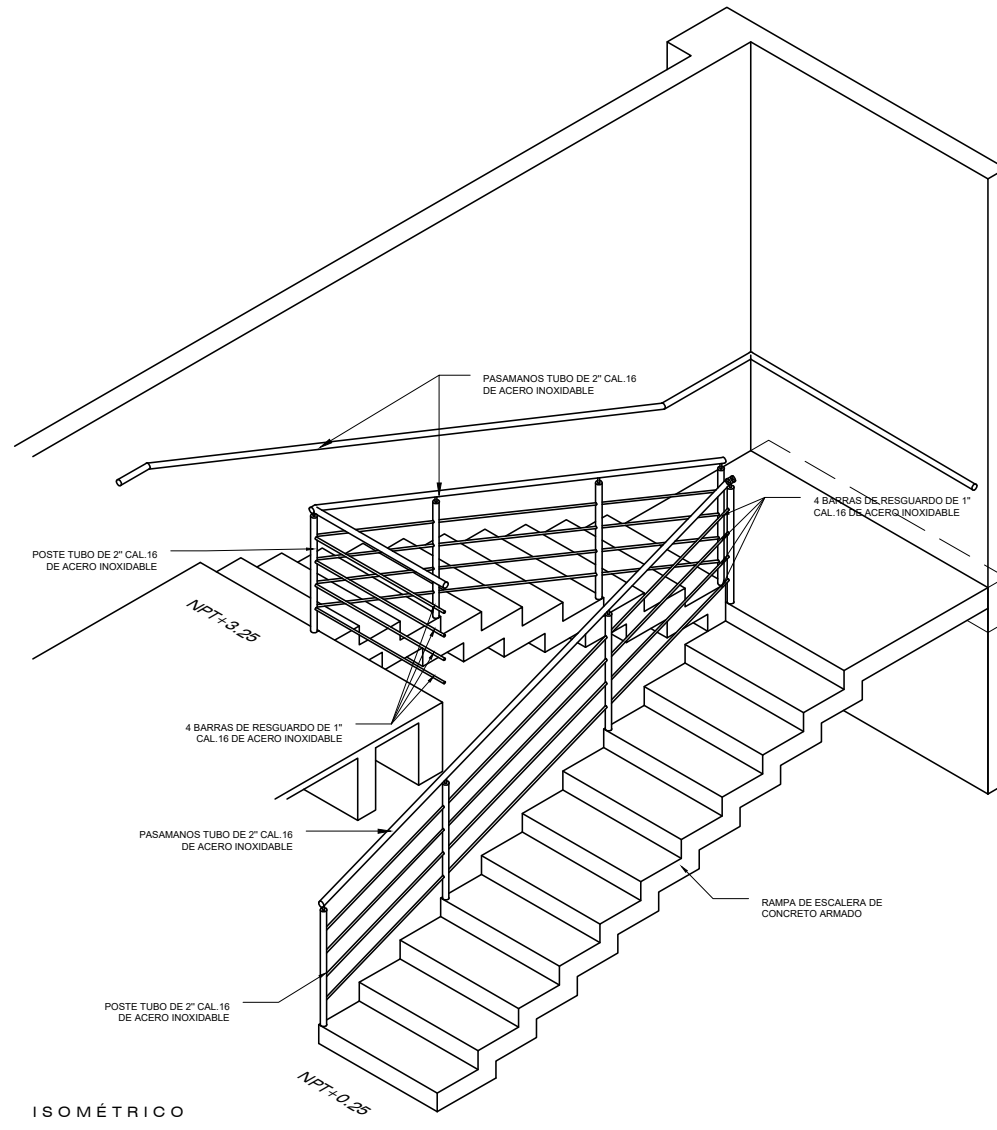 PASAMANOS TUBO DE 2" CAL.16
DE ACERO INOXIDABLE
4 BARRAS DE RESGUARDO DE 1"
CAL.16 DE ACERO INOXIDABLE
POSTE TUBO DE 2" CAL.16
DE ACERO INOXIDABLE
NPT+3.25
4 BARRAS DE RESGUARDO DE 1"
CAL.16 DE ACERO INOXIDABLE
PASAMANOS TUBO DE 2" CAL.16
DE ACERO INOXIDABLE
RAMPA DE ESCALERA DE
CONCRETO ARMADO
POSTE TUBO DE 2" CAL.16
DE ACERO INOXIDABLE
NPT+0.25
ISOMÉTRICO